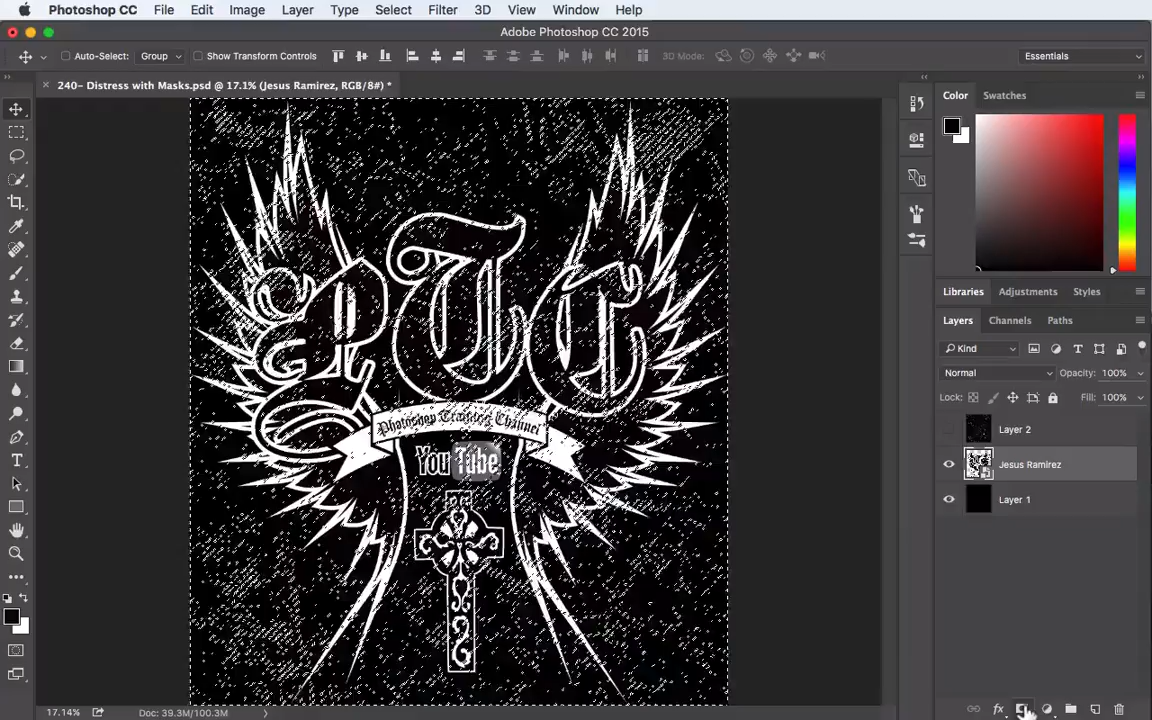 Photoshop CC File Edit Image Layer Type Select Filter 3D View Window Help
Adobe Photoshop CC 2015
Auto-Select: Group Show Transform Controls 3D Mode: Essentials
× 240- Distress with Masks.psd @ 17.1% (Jesus Ramirez, RGB/8#) *
Color Swatches
PTC
Photoshop Training Channel
You Tube
Libraries Adjustments Styles
Layers Channels Paths
Kind
Normal Opacity: 100%
Lock: Fill: 100%
Layer 2
Jesus Ramirez
Layer 1
fx
17.14% Doc: 39.3M/100.3M